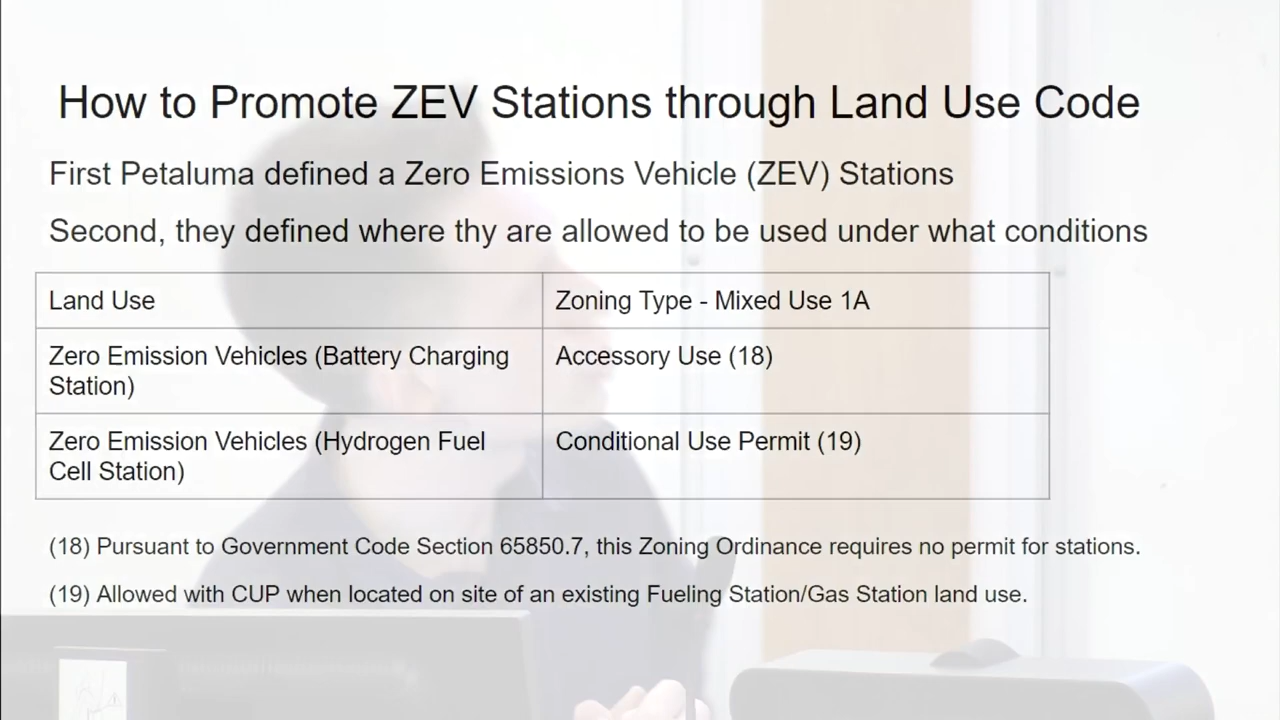 How to Promote ZEV Stations through Land Use Code
First Petaluma defined a Zero Emissions Vehicle (ZEV) Stations
Second, they defined where thy are allowed to be used under what conditions
Land Use
Zoning Type - Mixed Use 1A
Zero Emission Vehicles (Battery Charging
Station)
Accessory Use (18)
Zero Emission Vehicles (Hydrogen Fuel
Cell Station)
Conditional Use Permit (19)
(18) Pursuant to Government Code Section 65850.7, this Zoning Ordinance requires no permit for stations.
(19) Allowed with CUP when located on site of an existing Fueling Station/Gas Station land use.